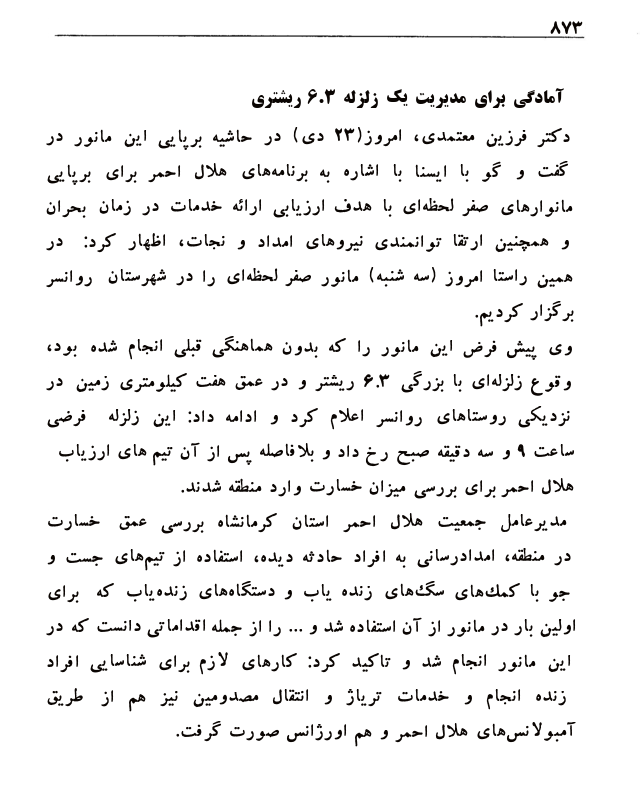 ۸۷۳
آمادگی برای مدیریت یک زلزله ۶.۳ ریشتری
دکتر فرزین معتمدی، امروز(۲۳ دی) در حاشیه برپایی این مانور در
گفت و گو با ایسنا با اشاره به برنامه‌های هلال احمر برای برپایی
مانوارهای صفر لحظه‌ای با هدف ارزیابی ارائه خدمات در زمان بحران
و همچنین ارتقا توانمندی نیروهای امداد و نجات، اظهار کرد: در
همین راستا امروز (سه شنبه) مانور صفر لحظه‌ای را در شهرستان روانسر
برگزار کردیم.
وی پیش فرض این مانور را که بدون هماهنگی قبلی انجام شده بود،
وقوع زلزله‌ای با بزرگی ۶.۳ ریشتر و در عمق هفت کیلومتری زمین در
نزدیکی روستاهای روانسر اعلام کرد و ادامه داد: این زلزله فرضی
ساعت ۹ و سه دقیقه صبح رخ داد و بلافاصله پس از آن تیم های ارزیاب
هلال احمر برای بررسی میزان خسارت وارد منطقه شدند.
مدیرعامل جمعیت هلال احمر استان کرمانشاه بررسی عمق خسارت
در منطقه، امدادرسانی به افراد حادثه دیده، استفاده از تیم‌های جست و
جو با کمك‌های سگ‌های زنده یاب و دستگاه‌های زنده‌یاب که برای
اولین بار در مانور از آن استفاده شد و ... را از جمله اقداماتی دانست که در
این مانور انجام شد و تاکید کرد: کارهای لازم برای شناسایی افراد
زنده انجام و خدمات تریاژ و انتقال مصدومین نیز هم از طریق
آمبولانس‌های هلال احمر و هم اورژانس صورت گرفت.